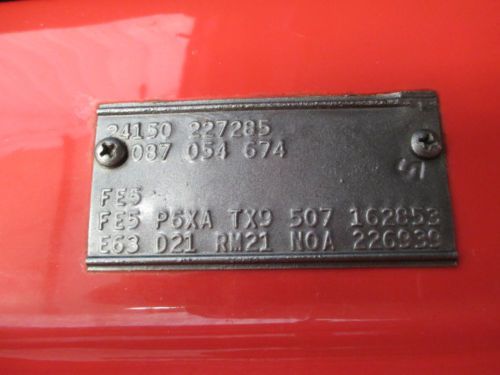 24150 227285
087 054 674
FE5
FE5 P6XA TX9 507 162853
E63 D21 RM21 N0A 226939